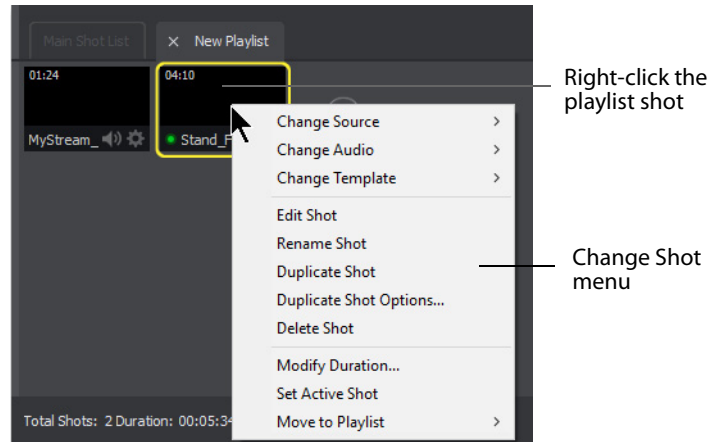 Main Shot List
New Playlist
01:24
04:10
Right-click the
playlist shot
MyStream_
Stand_F
Change Source
Change Audio
Change Template
Edit Shot
Rename Shot
Duplicate Shot
Duplicate Shot Options...
Delete Shot
Change Shot
menu
Modify Duration...
Set Active Shot
Move to Playlist
Total Shots: 2 Duration: 00:05:34